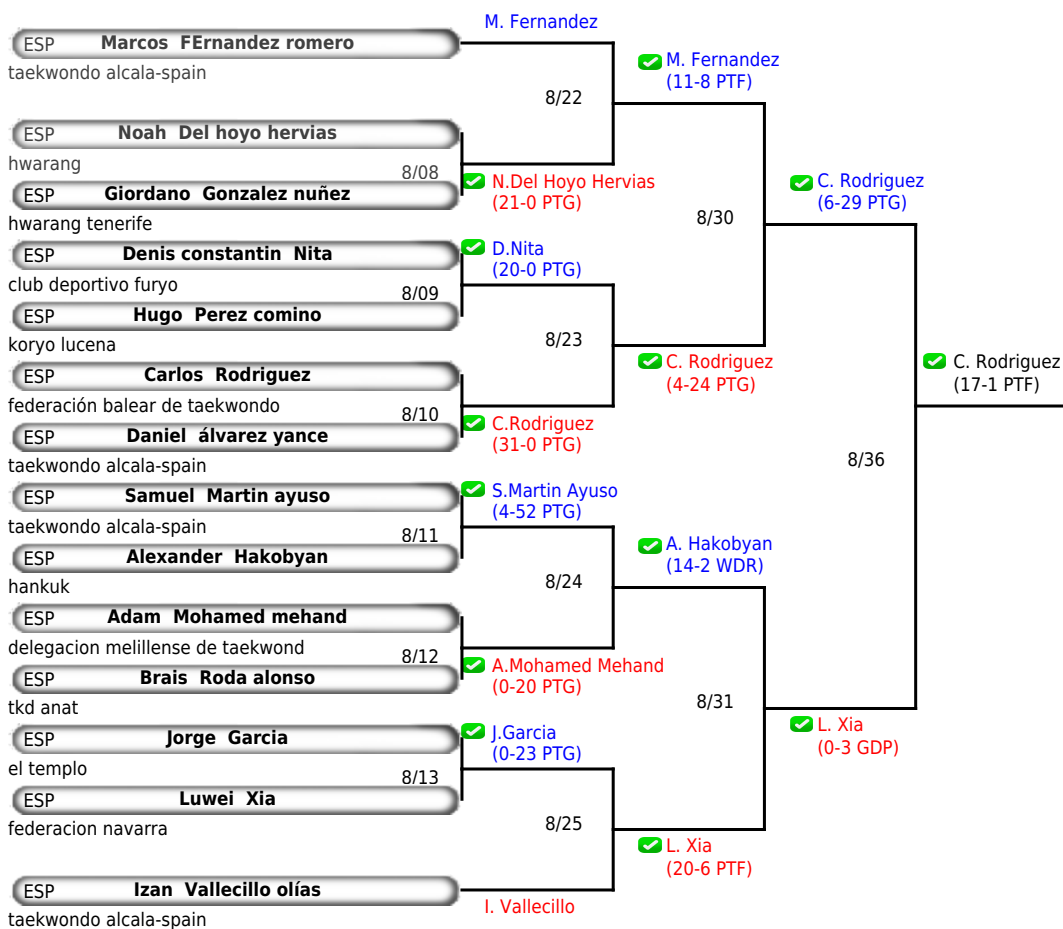 M. Fernandez
ESP Marcos FErnandez romero
taekwondo alcala-spain
M. Fernandez
(11-8 PTF)
8/22
ESP Noah Del hoyo hervias
hwarang
8/08
ESP Giordano Gonzalez nuñez
hwarang tenerife
N.Del Hoyo Hervias
(21-0 PTG)
C. Rodriguez
(6-29 PTG)
8/30
ESP Denis constantin Nita
club deportivo furyo
D.Nita
(20-0 PTG)
8/09
ESP Hugo Perez comino
koryo lucena
8/23
ESP Carlos Rodriguez
federación balear de taekwondo
C. Rodriguez
(4-24 PTG)
C. Rodriguez
(17-1 PTF)
8/10
ESP Daniel álvarez yance
taekwondo alcala-spain
C.Rodriguez
(31-0 PTG)
8/36
ESP Samuel Martin ayuso
taekwondo alcala-spain
S.Martin Ayuso
(4-52 PTG)
8/11
ESP Alexander Hakobyan
hankuk
A. Hakobyan
(14-2 WDR)
8/24
ESP Adam Mohamed mehand
delegacion melillense de taekwond
8/12
ESP Brais Roda alonso
tkd anat
A.Mohamed Mehand
(0-20 PTG)
8/31
ESP Jorge Garcia
el templo
J.Garcia
(0-23 PTG)
L. Xia
(0-3 GDP)
8/13
ESP Luwei Xia
federacion navarra
8/25
L. Xia
(20-6 PTF)
ESP Izan Vallecillo olías
taekwondo alcala-spain
I. Vallecillo